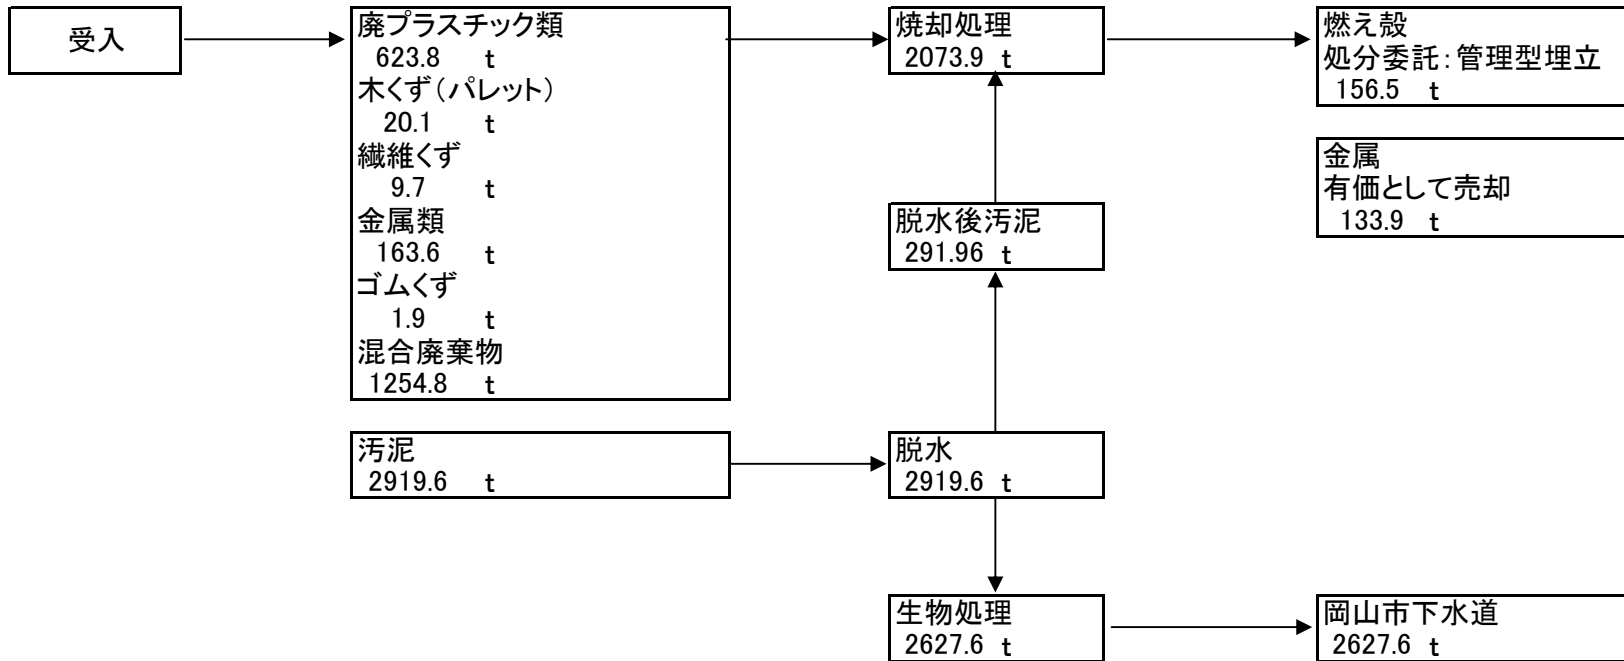 受入
廃プラスチック類
623.8 t
木くず（パレット）
20.1 t
繊維くず
9.7 t
金属類
163.6 t
ゴムくず
1.9 t
混合廃棄物
1254.8 t
焼却処理
2073.9 t
燃え殻
処分委託：管理型埋立
156.5 t
金属
有価として売却
133.9 t
脱水後汚泥
291.96 t
汚泥
2919.6 t
脱水
2919.6 t
生物処理
2627.6 t
岡山市下水道
2627.6 t